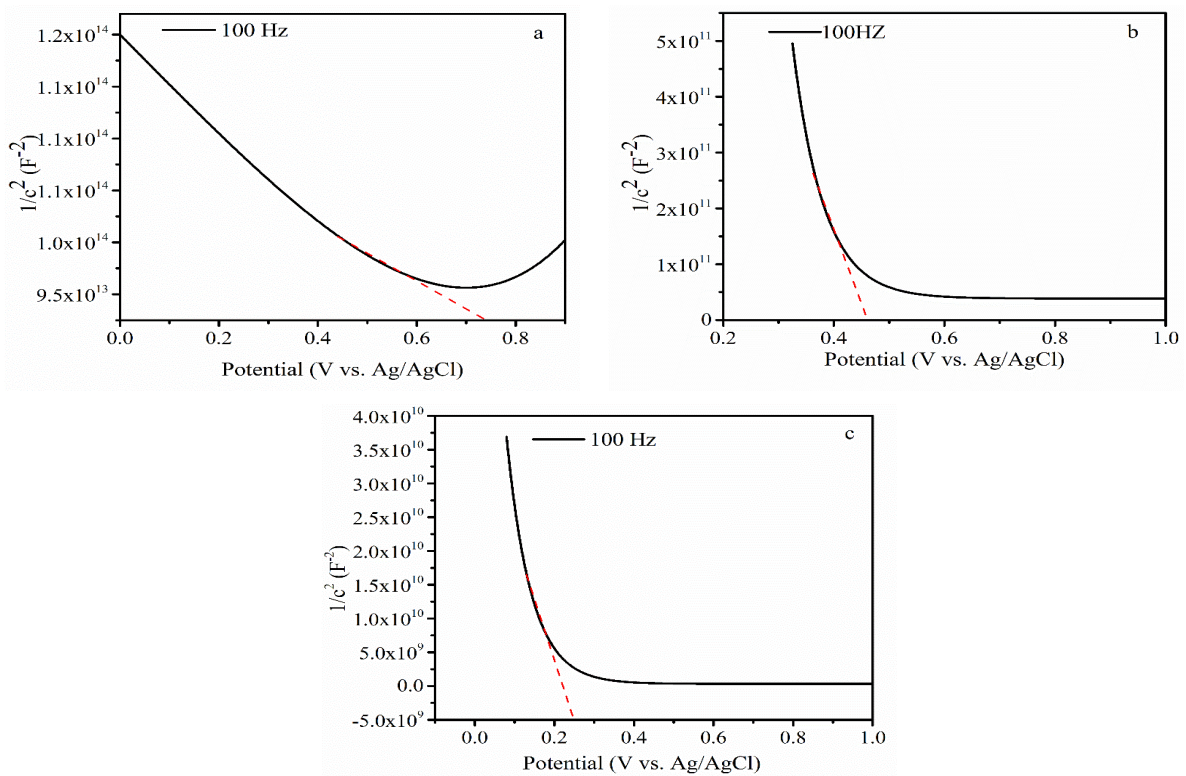 100 Hz
a
1.2x10^14
1.1x10^14
1.1x10^14
1.1x10^14
1.0x10^14
9.5x10^13
1/c^2 (F^-2)
0.0 0.2 0.4 0.6 0.8
Potential (V vs. Ag/AgCl)
100HZ
b
5x10^11
4x10^11
3x10^11
2x10^11
1x10^11
0
1/c^2 (F^-2)
0.2 0.4 0.6 0.8 1.0
Potential (V vs. Ag/AgCl)
100 Hz
c
4.0x10^10
3.5x10^10
3.0x10^10
2.5x10^10
2.0x10^10
1.5x10^10
1.0x10^10
5.0x10^9
0.0
-5.0x10^9
1/c^2 (F^-2)
0.0 0.2 0.4 0.6 0.8 1.0
Potential (V vs. Ag/AgCl)